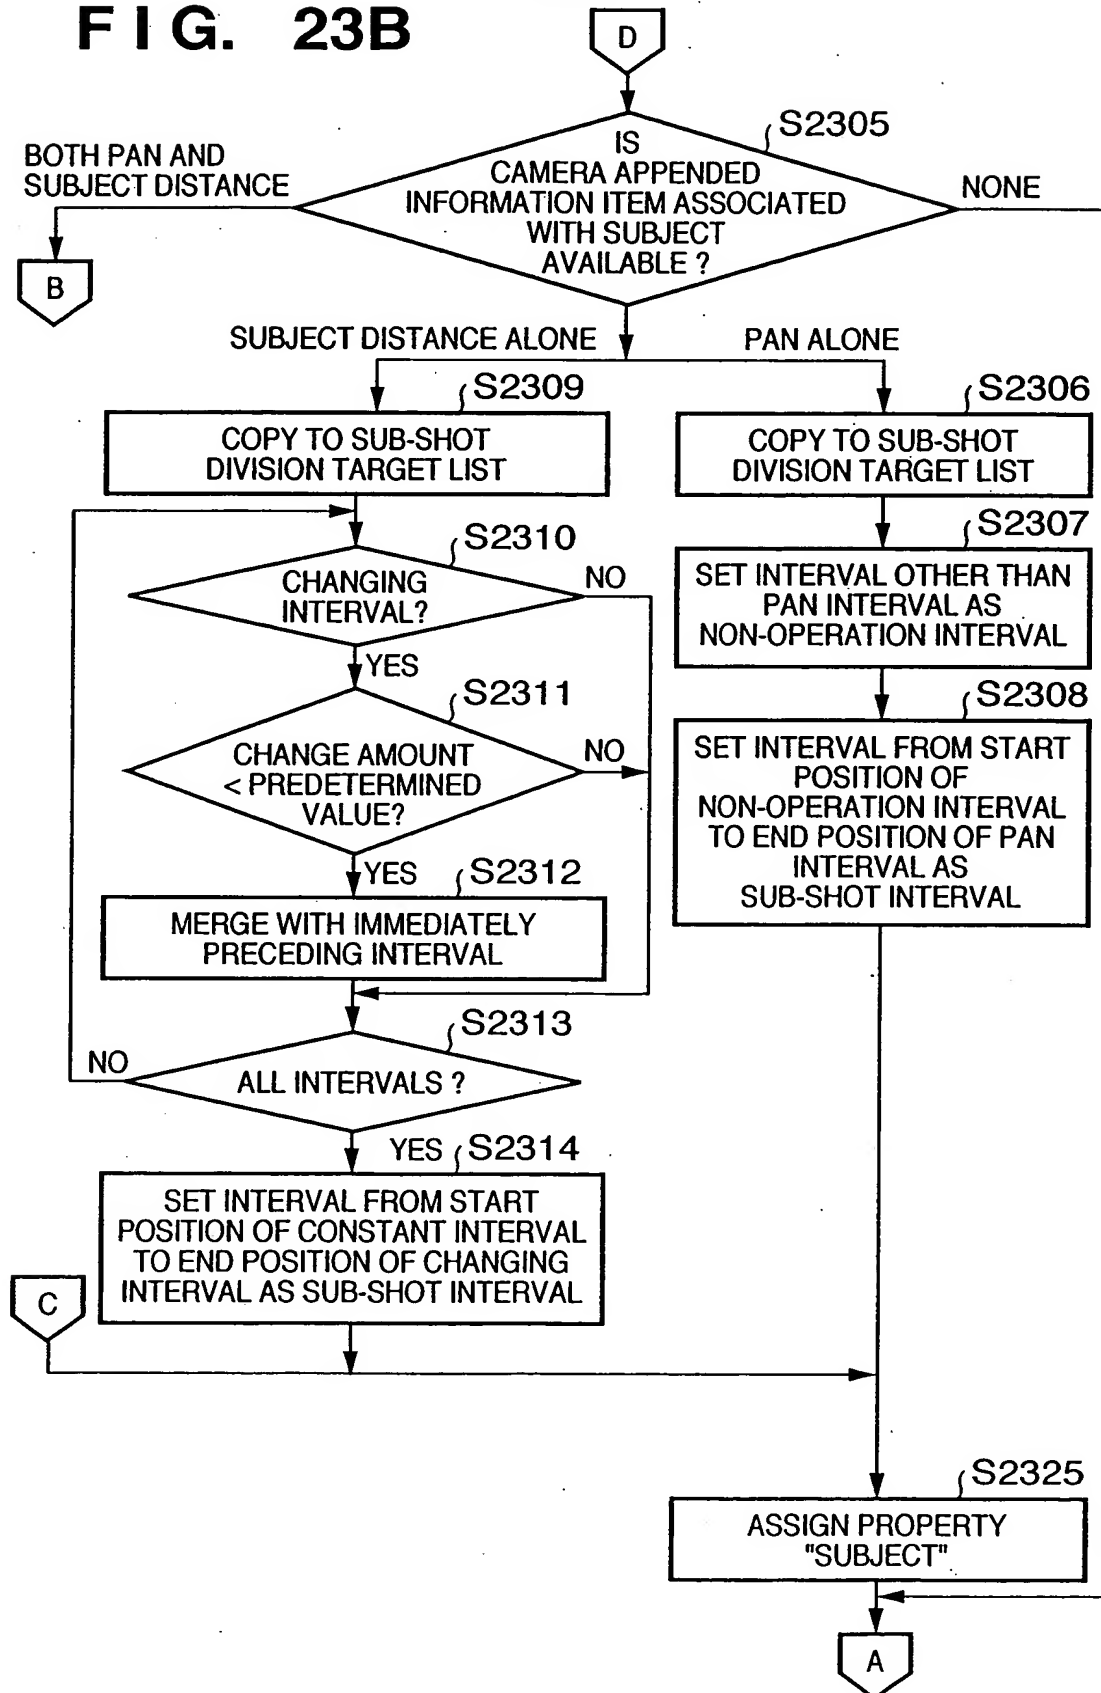 FIG. 23B
D
S2305
IS
CAMERA APPENDED
INFORMATION ITEM ASSOCIATED
WITH SUBJECT
AVAILABLE ?
BOTH PAN AND
SUBJECT DISTANCE
NONE
B
SUBJECT DISTANCE ALONE
PAN ALONE
S2309
COPY TO SUB-SHOT
DIVISION TARGET LIST
S2306
COPY TO SUB-SHOT
DIVISION TARGET LIST
S2310
CHANGING
INTERVAL?
NO
YES
S2307
SET INTERVAL OTHER THAN
PAN INTERVAL AS
NON-OPERATION INTERVAL
S2311
CHANGE AMOUNT
< PREDETERMINED
VALUE?
NO
YES
S2308
SET INTERVAL FROM START
POSITION OF
NON-OPERATION INTERVAL
TO END POSITION OF PAN
INTERVAL AS
SUB-SHOT INTERVAL
S2312
MERGE WITH IMMEDIATELY
PRECEDING INTERVAL
S2313
ALL INTERVALS ?
NO
YES
S2314
SET INTERVAL FROM START
POSITION OF CONSTANT INTERVAL
TO END POSITION OF CHANGING
INTERVAL AS SUB-SHOT INTERVAL
C
S2325
ASSIGN PROPERTY
"SUBJECT"
A